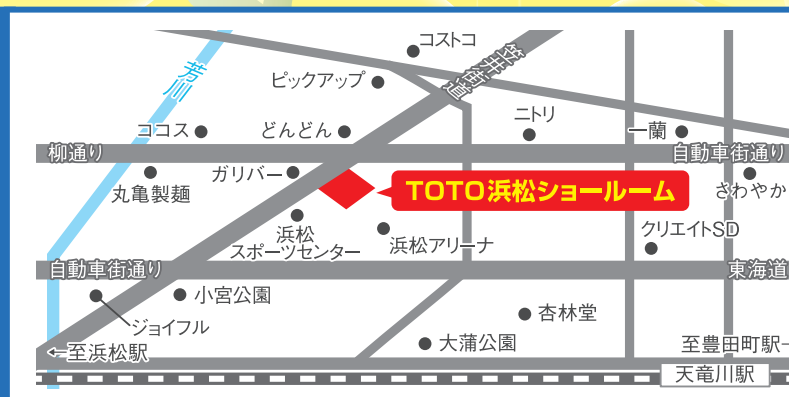 コストコ
笠井街道
芳川
ピックアップ
ニトリ
ココス
どんどん
一蘭
柳通り
自動車街通り
丸亀製麺
ガリバー
TOTO浜松ショールーム
さわやか
浜松
スポーツセンター
浜松アリーナ
クリエイトSD
自動車街通り
東海道
小宮公園
ジョイフル
杏林堂
大蒲公園
←至浜松駅
至豊田町駅
天竜川駅